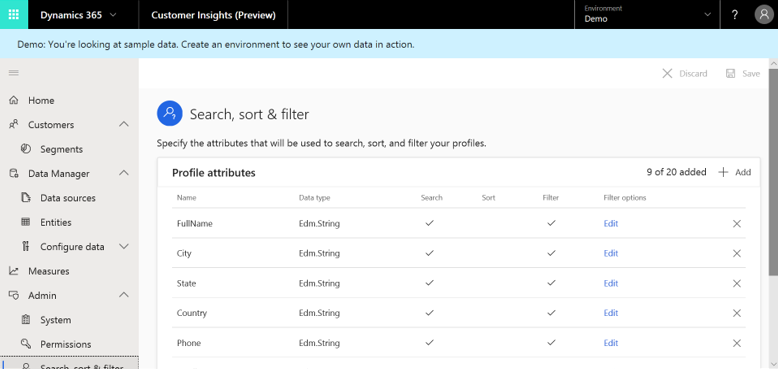 Dynamics 365
Customer Insights (Preview)
Environment
Demo
?
Demo: You're looking at sample data. Create an environment to see your own data in action.
Discard
Save
Home
Customers
Segments
Data Manager
Data sources
Entities
Configure data
Measures
Admin
System
Permissions
Search, sort & filter
Search, sort & filter
Specify the attributes that will be used to search, sort, and filter your profiles.
Profile attributes
9 of 20 added
Add
Name Data type Search Sort Filter Filter options
FullName Edm.String Edit
City Edm.String Edit
State Edm.String Edit
Country Edm.String Edit
Phone Edm.String Edit